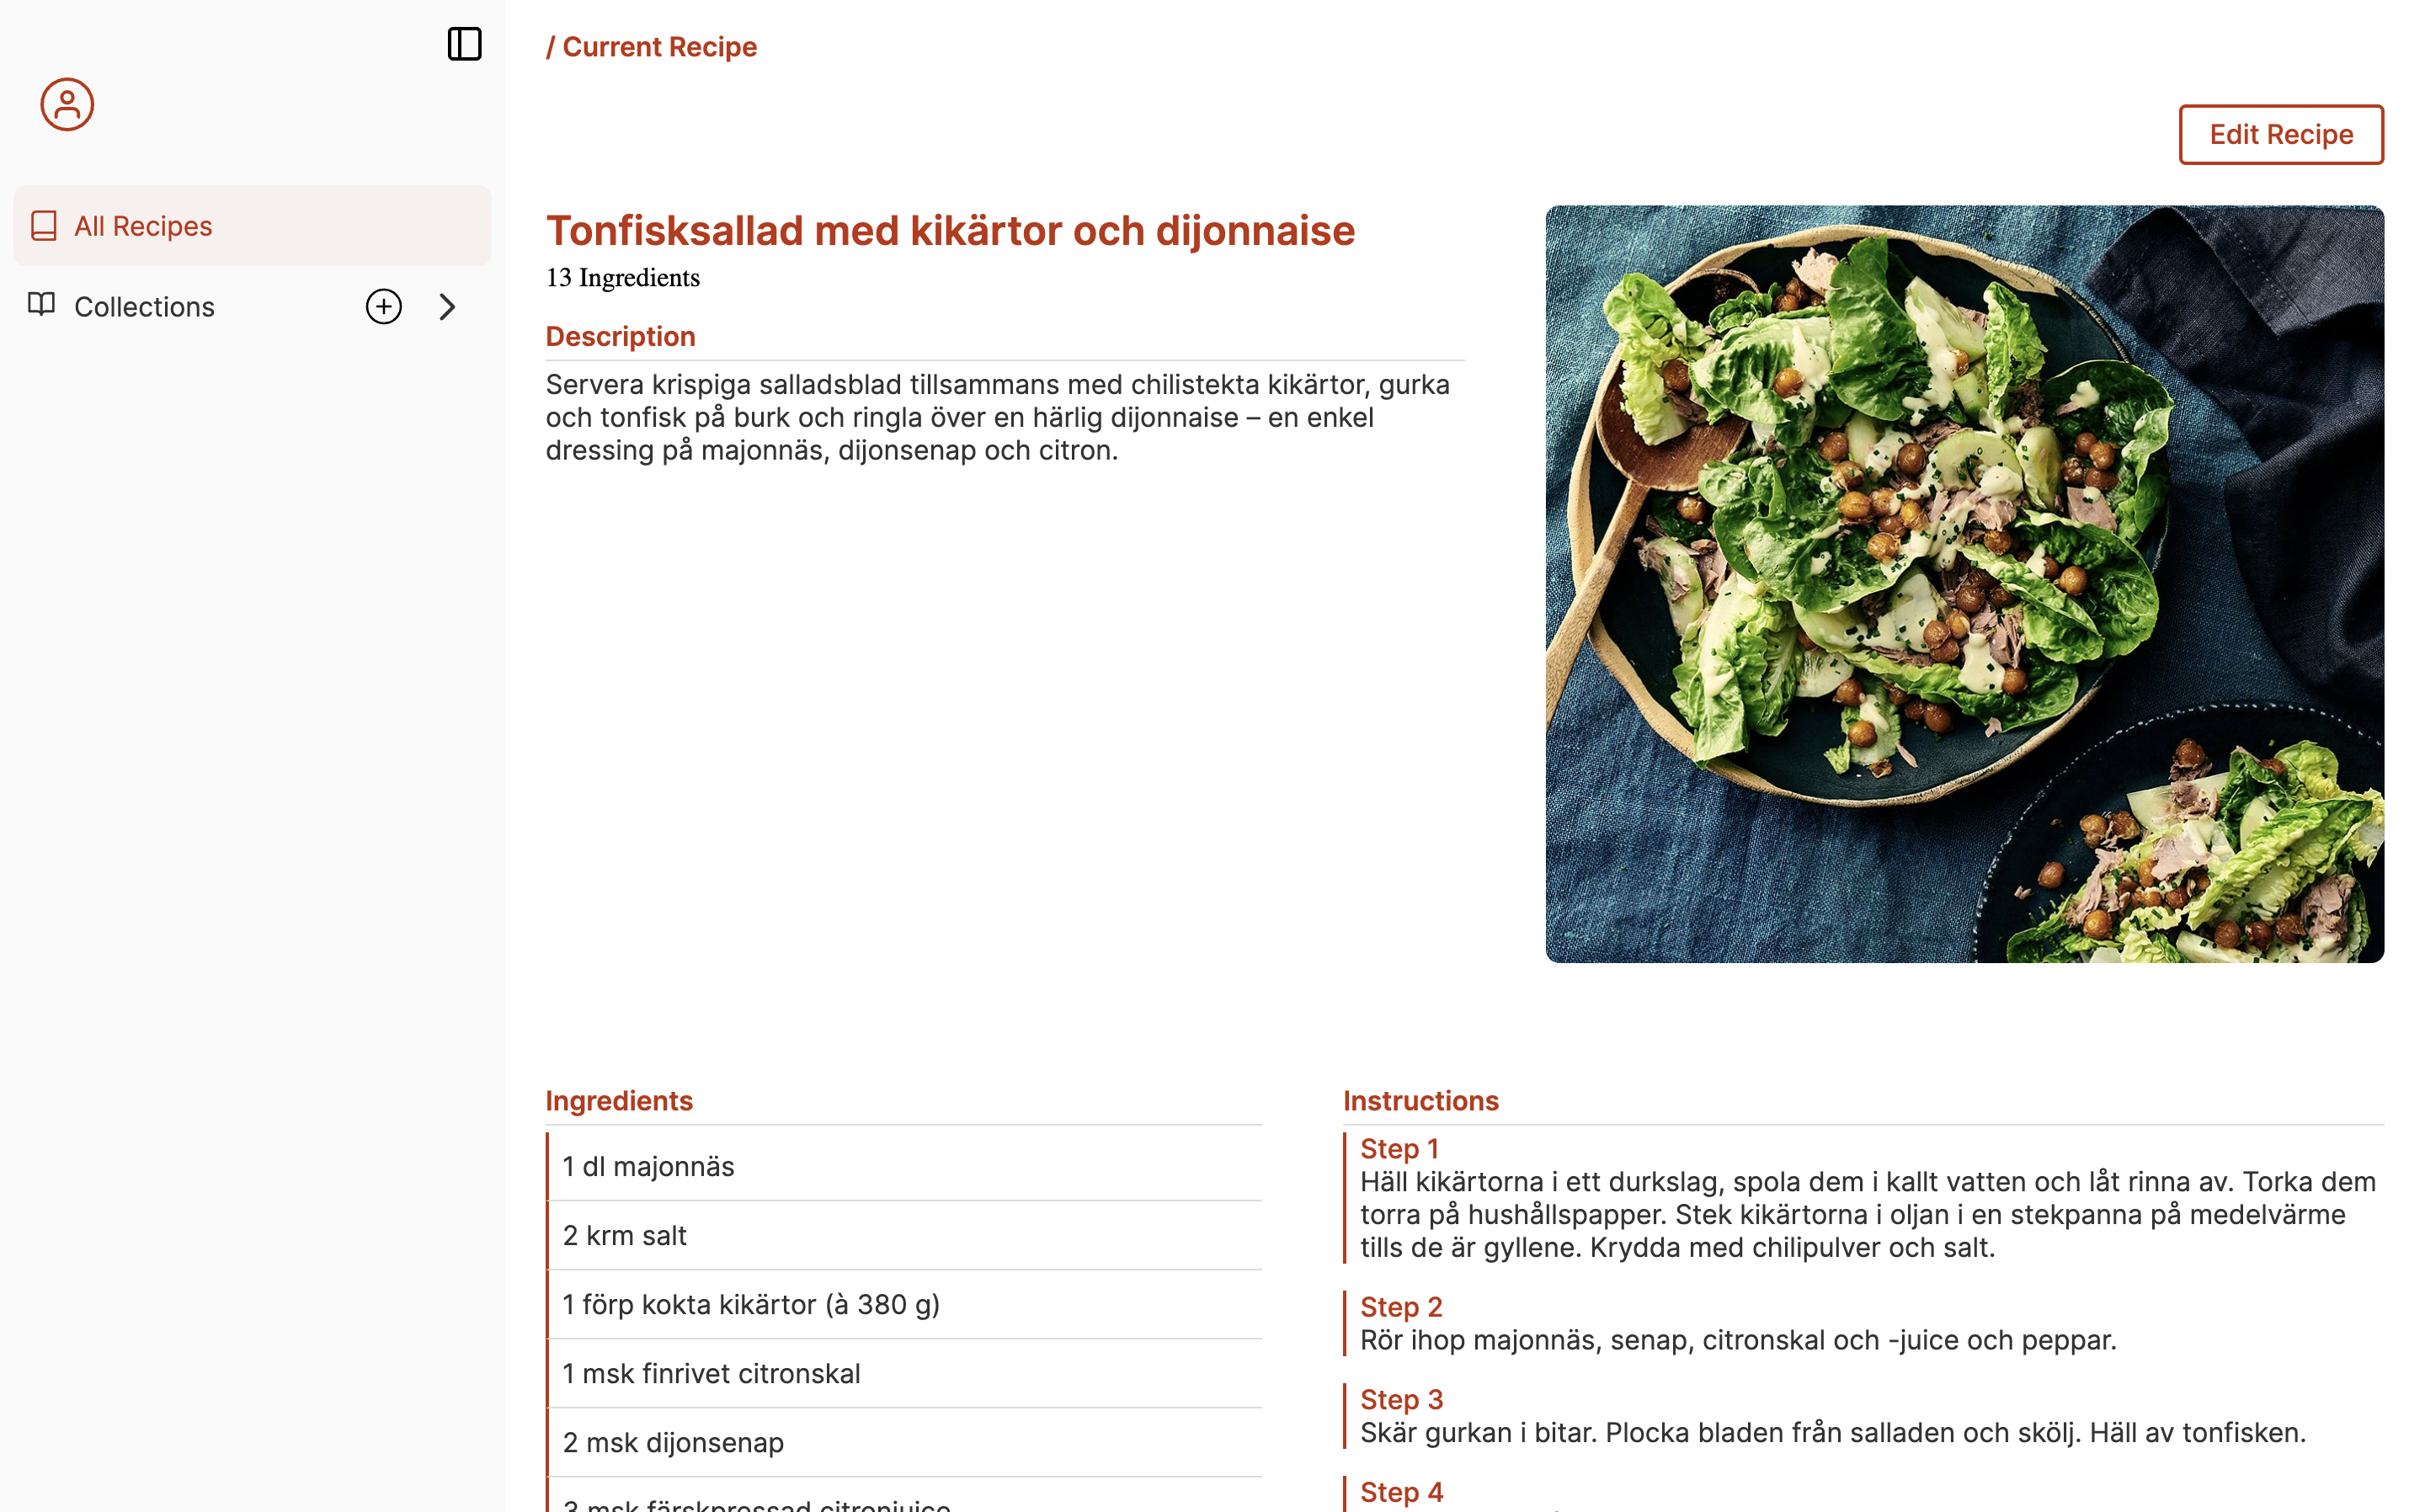 / Current Recipe
Edit Recipe
All Recipes
Collections
Tonfisksallad med kikärtor och dijonnaise
13 Ingredients
Description
Servera krispiga salladsblad tillsammans med chilistekta kikärtor, gurka
och tonfisk på burk och ringla över en härlig dijonnaise – en enkel
dressing på majonnäs, dijonsenap och citron.
Ingredients
1 dl majonnäs
2 krm salt
1 förp kokta kikärtor (à 380 g)
1 msk finrivet citronskal
2 msk dijonsenap
3 msk färskpressad citronjuice
Instructions
Step 1
Häll kikärtorna i ett durkslag, spola dem i kallt vatten och låt rinna av. Torka dem
torra på hushållspapper. Stek kikärtorna i oljan i en stekpanna på medelvärme
tills de är gyllene. Krydda med chilipulver och salt.
Step 2
Rör ihop majonnäs, senap, citronskal och -juice och peppar.
Step 3
Skär gurkan i bitar. Plocka bladen från salladen och skölj. Häll av tonfisken.
Step 4